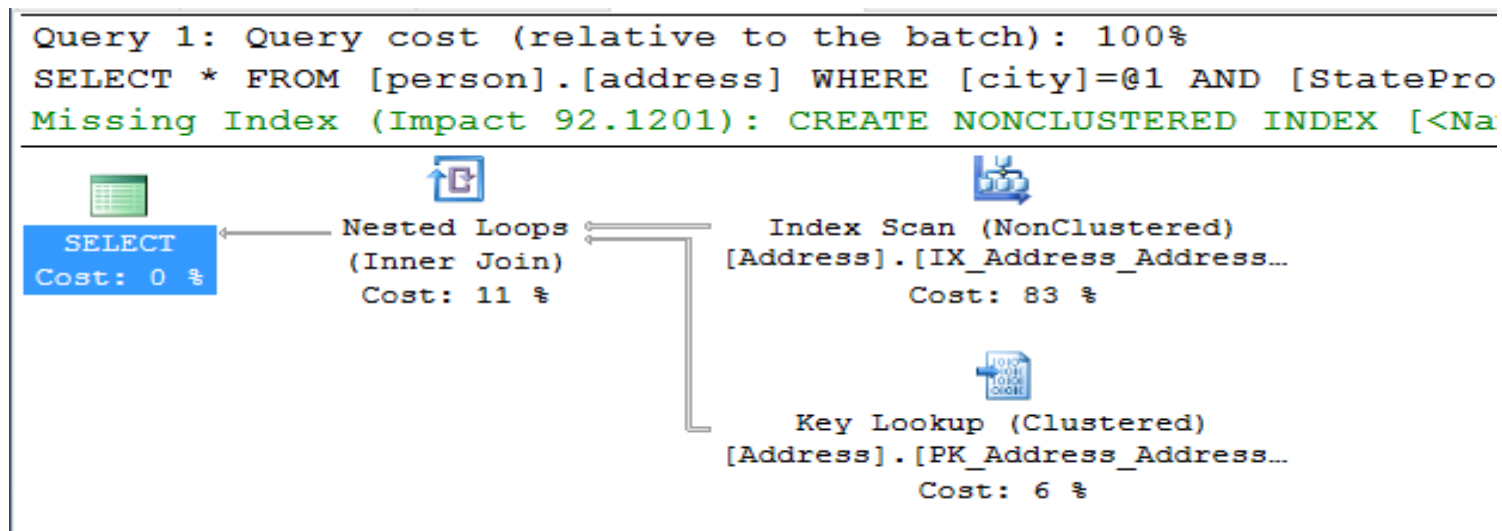 Query 1: Query cost (relative to the batch): 100%
SELECT * FROM [person].[address] WHERE [city]=@1 AND [StatePro
Missing Index (Impact 92.1201): CREATE NONCLUSTERED INDEX [<Na
SELECT
Cost: 0 %
Nested Loops
(Inner Join)
Cost: 11 %
Index Scan (NonClustered)
[Address].[IX_Address_Address…
Cost: 83 %
Key Lookup (Clustered)
[Address].[PK_Address_Address…
Cost: 6 %